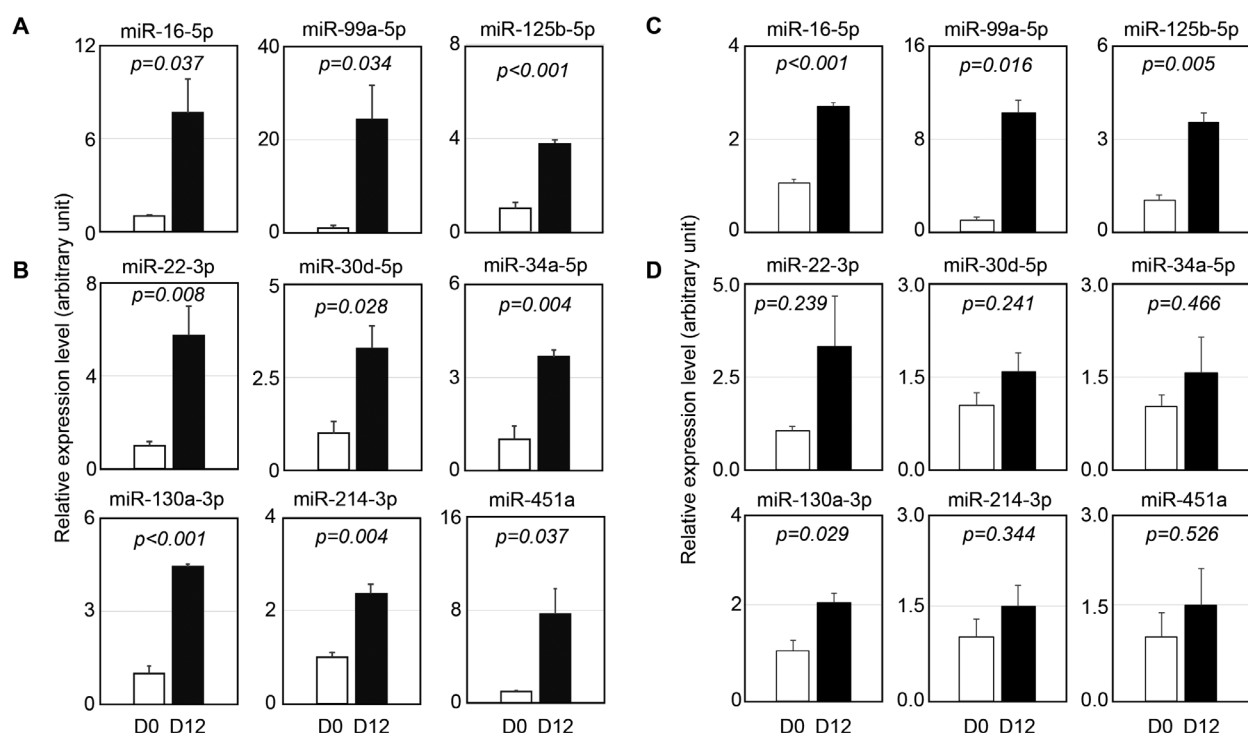 A
miR-16-5p
miR-99a-5p
miR-125b-5p
12
6
0
p=0.037
40
20
0
p=0.034
8
4
0
p<0.001
Relative expression level (arbitrary unit)
B
miR-22-3p
miR-30d-5p
miR-34a-5p
8
4
0
p=0.008
5
2.5
0
p=0.028
6
3
0
p=0.004
miR-130a-3p
miR-214-3p
miR-451a
6
3
0
p<0.001
4
2
0
p=0.004
16
8
0
p=0.037
D0 D12
D0 D12
D0 D12
C
miR-16-5p
miR-99a-5p
miR-125b-5p
4
2
0
p<0.001
16
8
0
p=0.016
6
3
0
p=0.005
Relative expression level (arbitrary unit)
D
miR-22-3p
miR-30d-5p
miR-34a-5p
5.0
2.5
0.0
p=0.239
3.0
1.5
0.0
p=0.241
3.0
1.5
0.0
p=0.466
miR-130a-3p
miR-214-3p
miR-451a
4
2
0
p=0.029
3.0
1.5
0.0
p=0.344
3.0
1.5
0.0
p=0.526
D0 D12
D0 D12
D0 D12